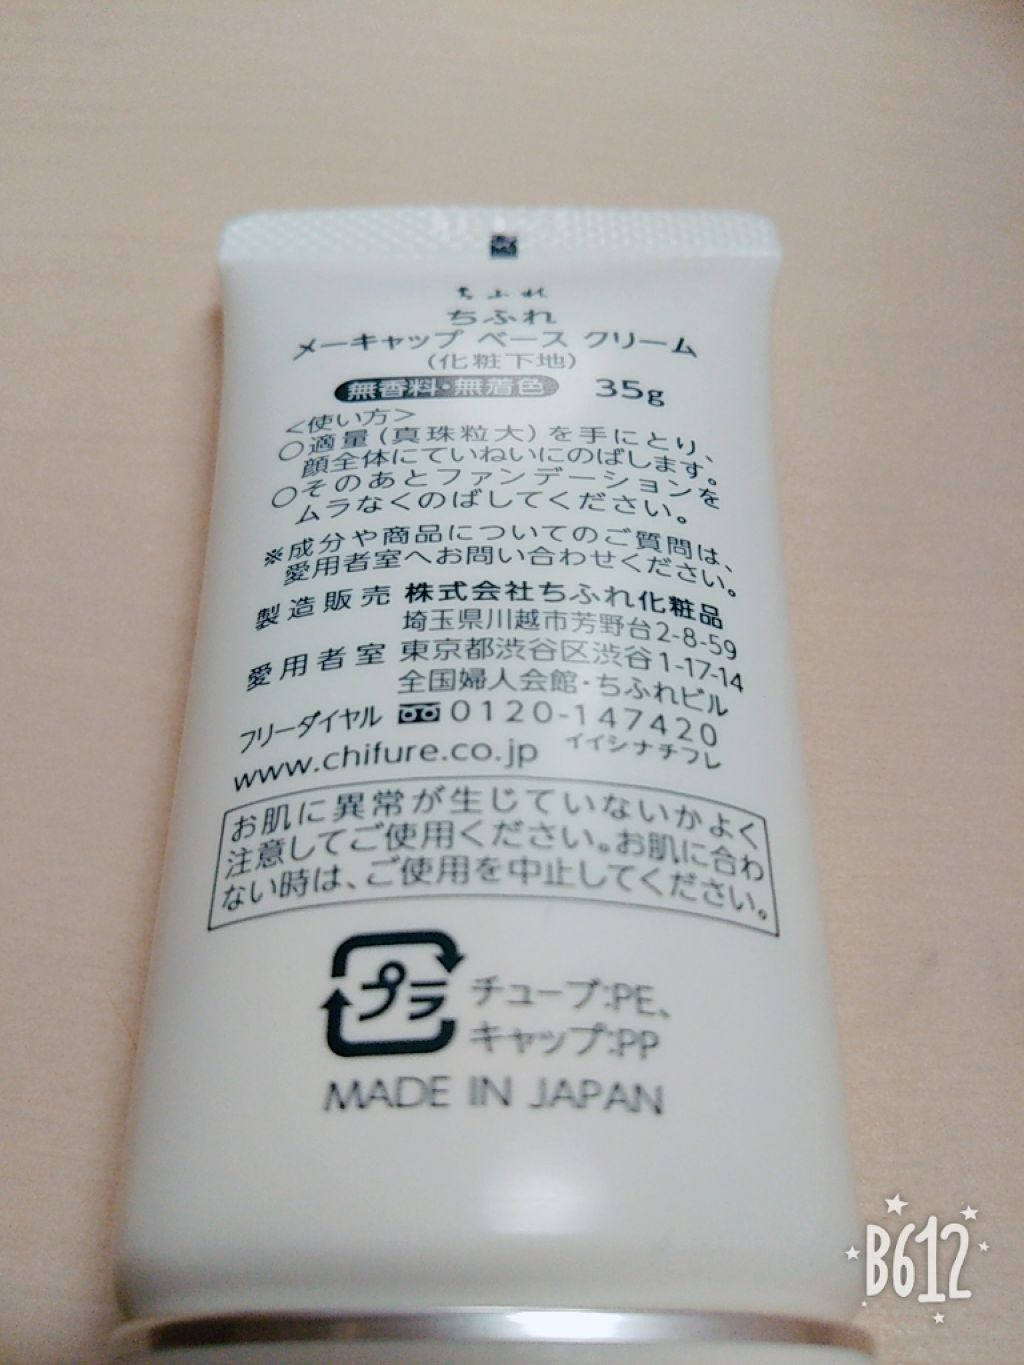 ちふれ
ちふれ
メーキャップ ベース クリーム
(化粧下地)
無香料・無着色 35g
<使い方>
○適量(真珠粒大)を手にとり、
顔全体にていねいにのばします。
○そのあとファンデーションを
ムラなくのばしてください。
※成分や商品についてのご質問は、
愛用者室へお問い合わせください。
製造販売 株式会社ちふれ化粧品
埼玉県川越市芳野台2-8-59
愛用者室 東京都渋谷区渋谷1-17-14
全国婦人会館・ちふれビル
フリーダイヤル 0120-147420
イイシナチフレ
www.chifure.co.jp
お肌に異常が生じていないかよく
注意してご使用ください。お肌に合わ
ない時は、ご使用を中止してください。
プラ
チューブ:PE、
キャップ:PP
MADE IN JAPAN
B612